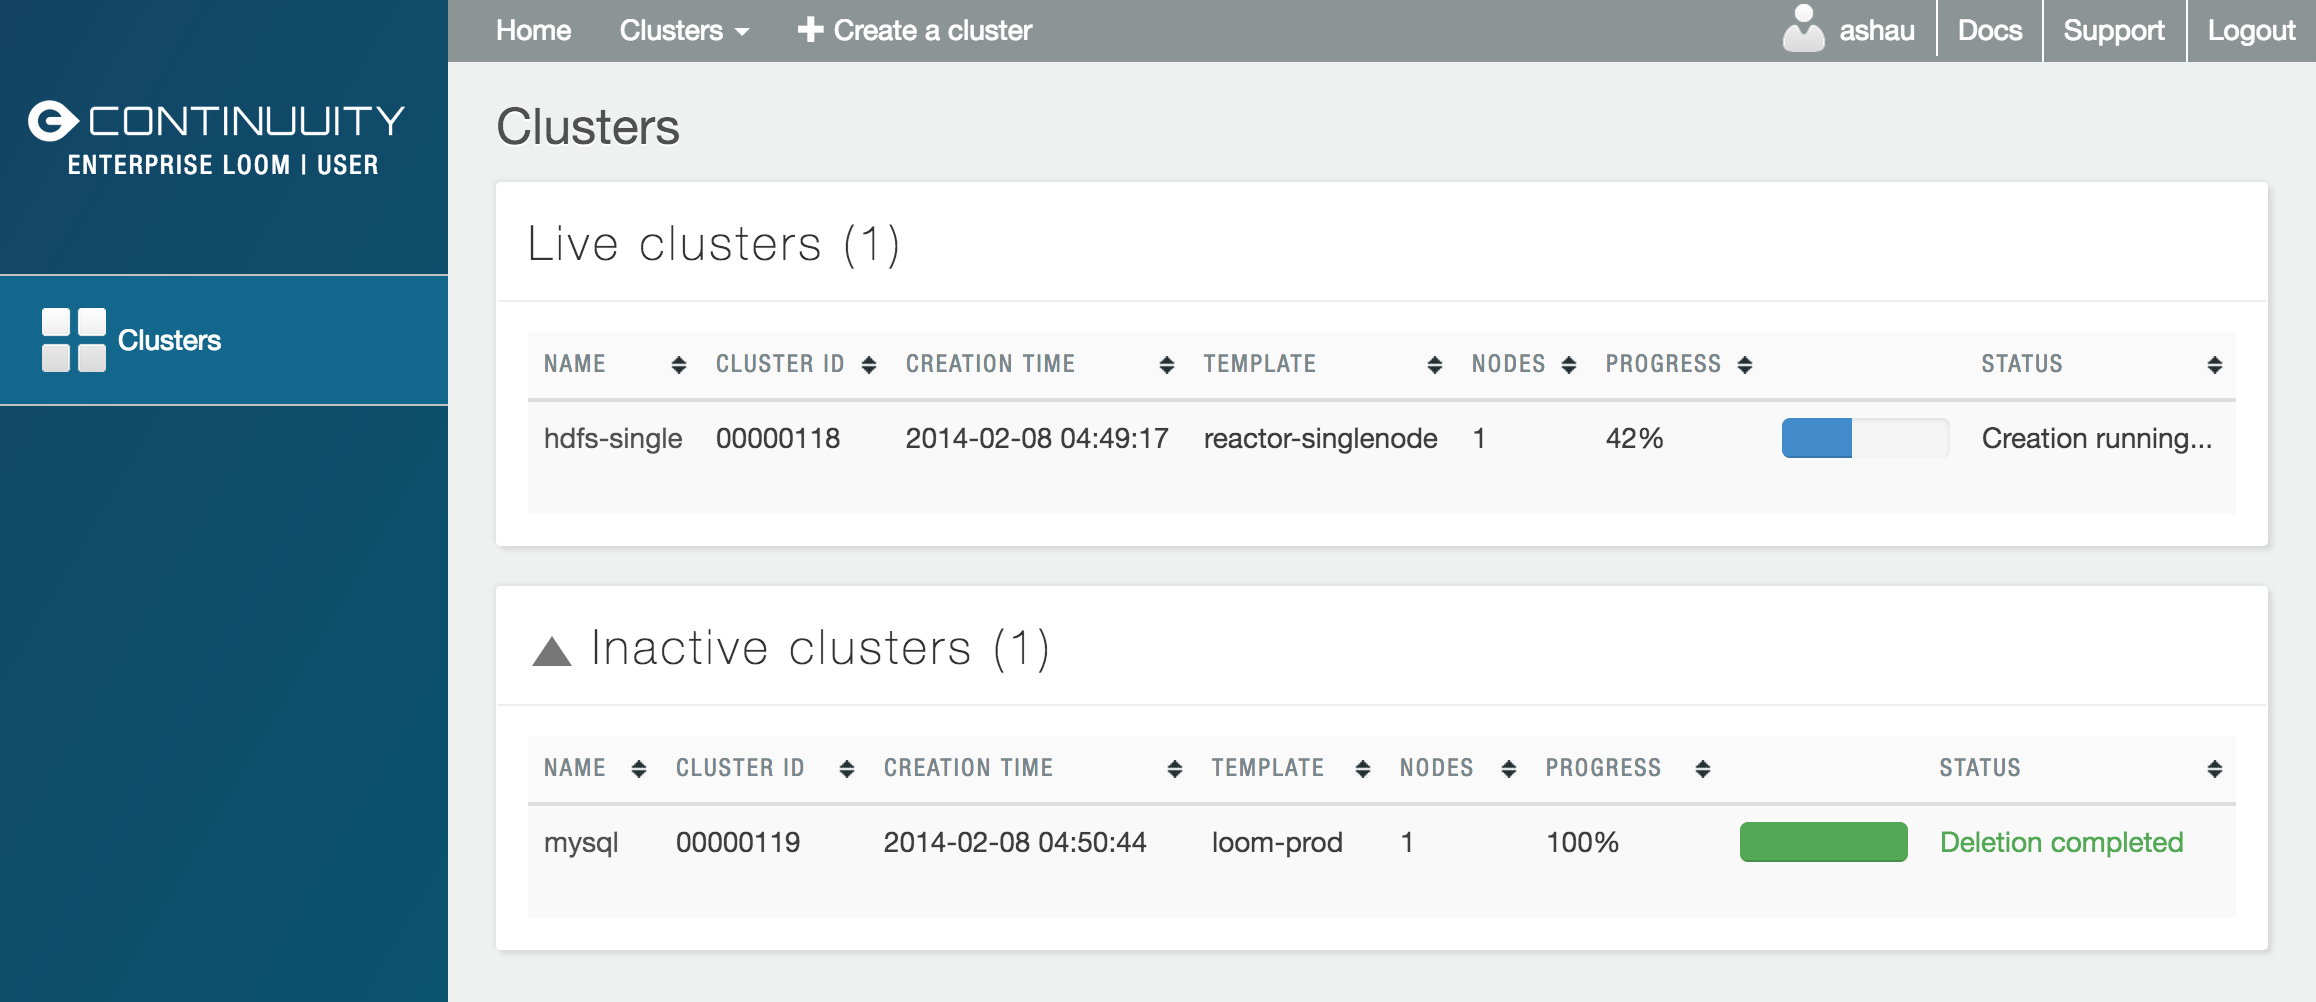 Home Clusters Create a cluster ashau Docs Support Logout
CONTINUUITY
ENTERPRISE LOOM | USER
Clusters
Clusters
Live clusters (1)
NAME CLUSTER ID CREATION TIME TEMPLATE NODES PROGRESS STATUS
hdfs-single 00000118 2014-02-08 04:49:17 reactor-singlenode 1 42% Creation running...
Inactive clusters (1)
NAME CLUSTER ID CREATION TIME TEMPLATE NODES PROGRESS STATUS
mysql 00000119 2014-02-08 04:50:44 loom-prod 1 100% Deletion completed